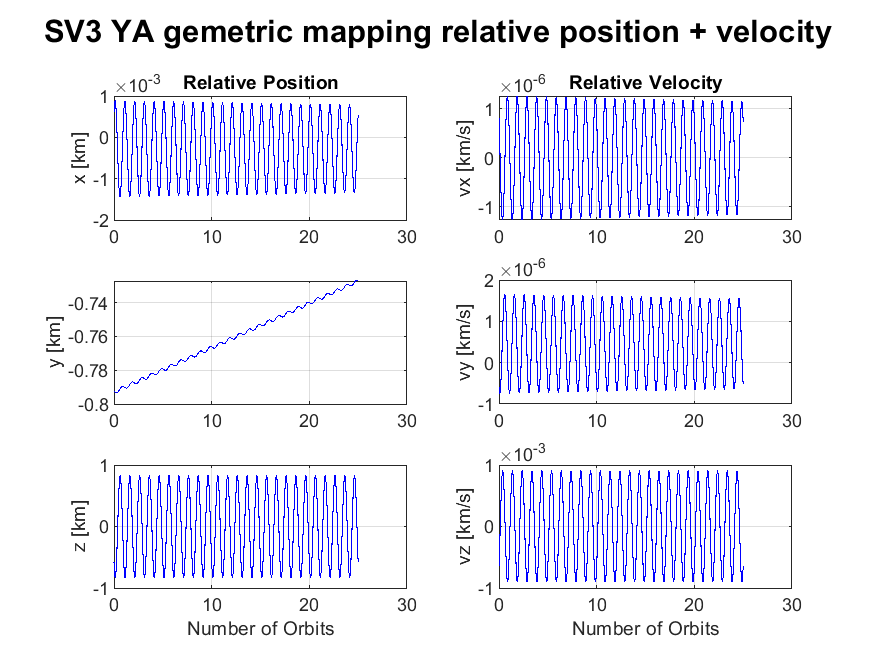 SV3 YA gemetric mapping relative position + velocity
×10-3 Relative Position
1
0
-1
-2
x [km]
0 10 20 30
×10-6 Relative Velocity
1
0
-1
vx [km/s]
0 10 20 30
-0.74
-0.76
-0.78
-0.8
y [km]
0 10 20 30
×10-6
2
1
0
-1
vy [km/s]
0 10 20 30
1
0
-1
z [km]
0 10 20 30
Number of Orbits
×10-3
1
0
-1
vz [km/s]
0 10 20 30
Number of Orbits